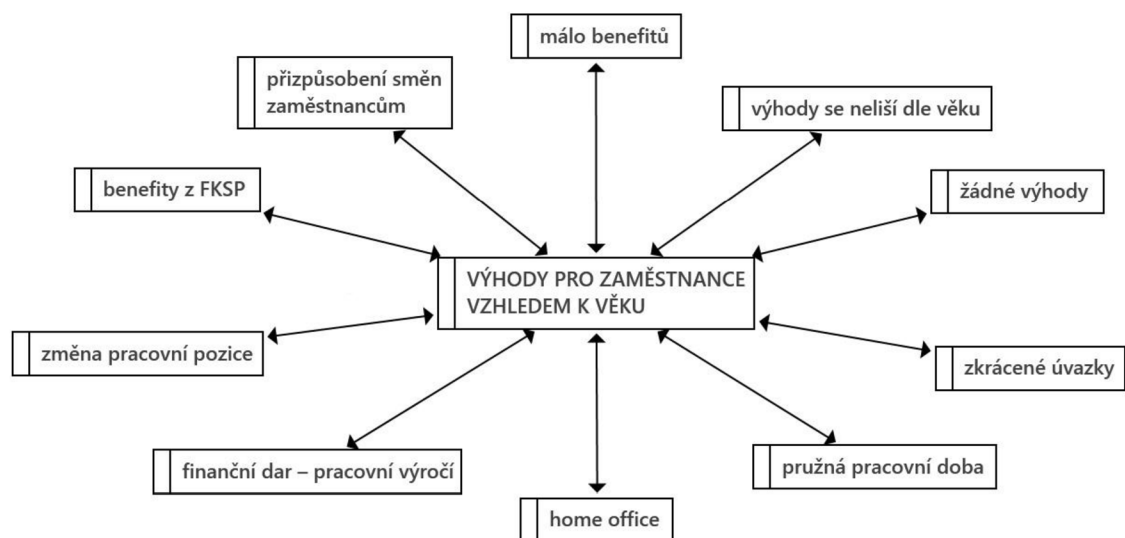 málo benefitů
přizpůsobení směn
zaměstnancům
výhody se neliší dle věku
benefity z FKSP
žádné výhody
VÝHODY PRO ZAMĚSTNANCE
VZHLEDEM K VĚKU
změna pracovní pozice
zkrácené úvazky
finanční dar – pracovní výročí
pružná pracovní doba
home office